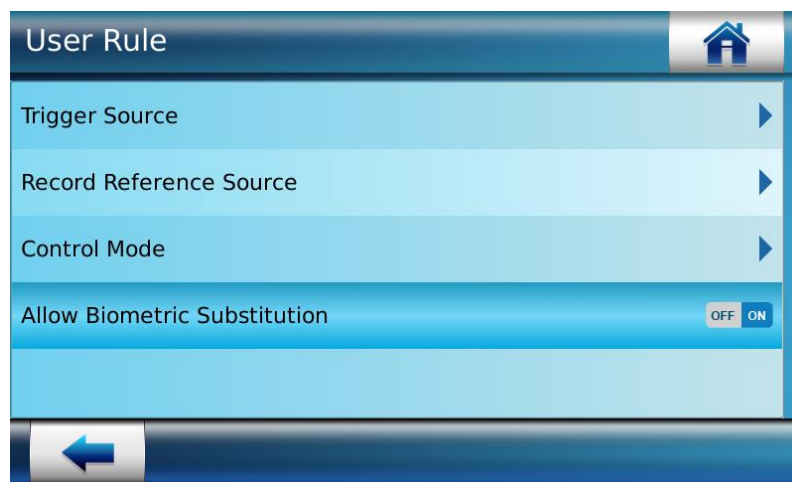 User Rule
Trigger Source
Record Reference Source
Control Mode
Allow Biometric Substitution OFF ON